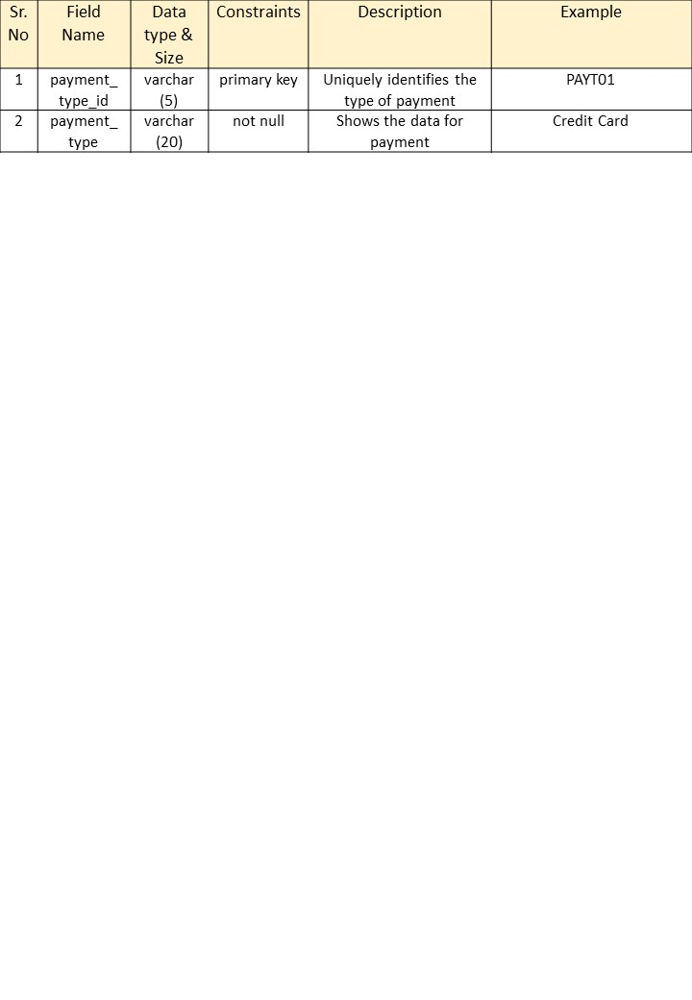 Sr. No | Field Name | Data type & Size | Constraints | Description | Example
1 | payment_ type_id | varchar (5) | primary key | Uniquely identifies the type of payment | PAYT01
2 | payment_ type | varchar (20) | not null | Shows the data for payment | Credit Card